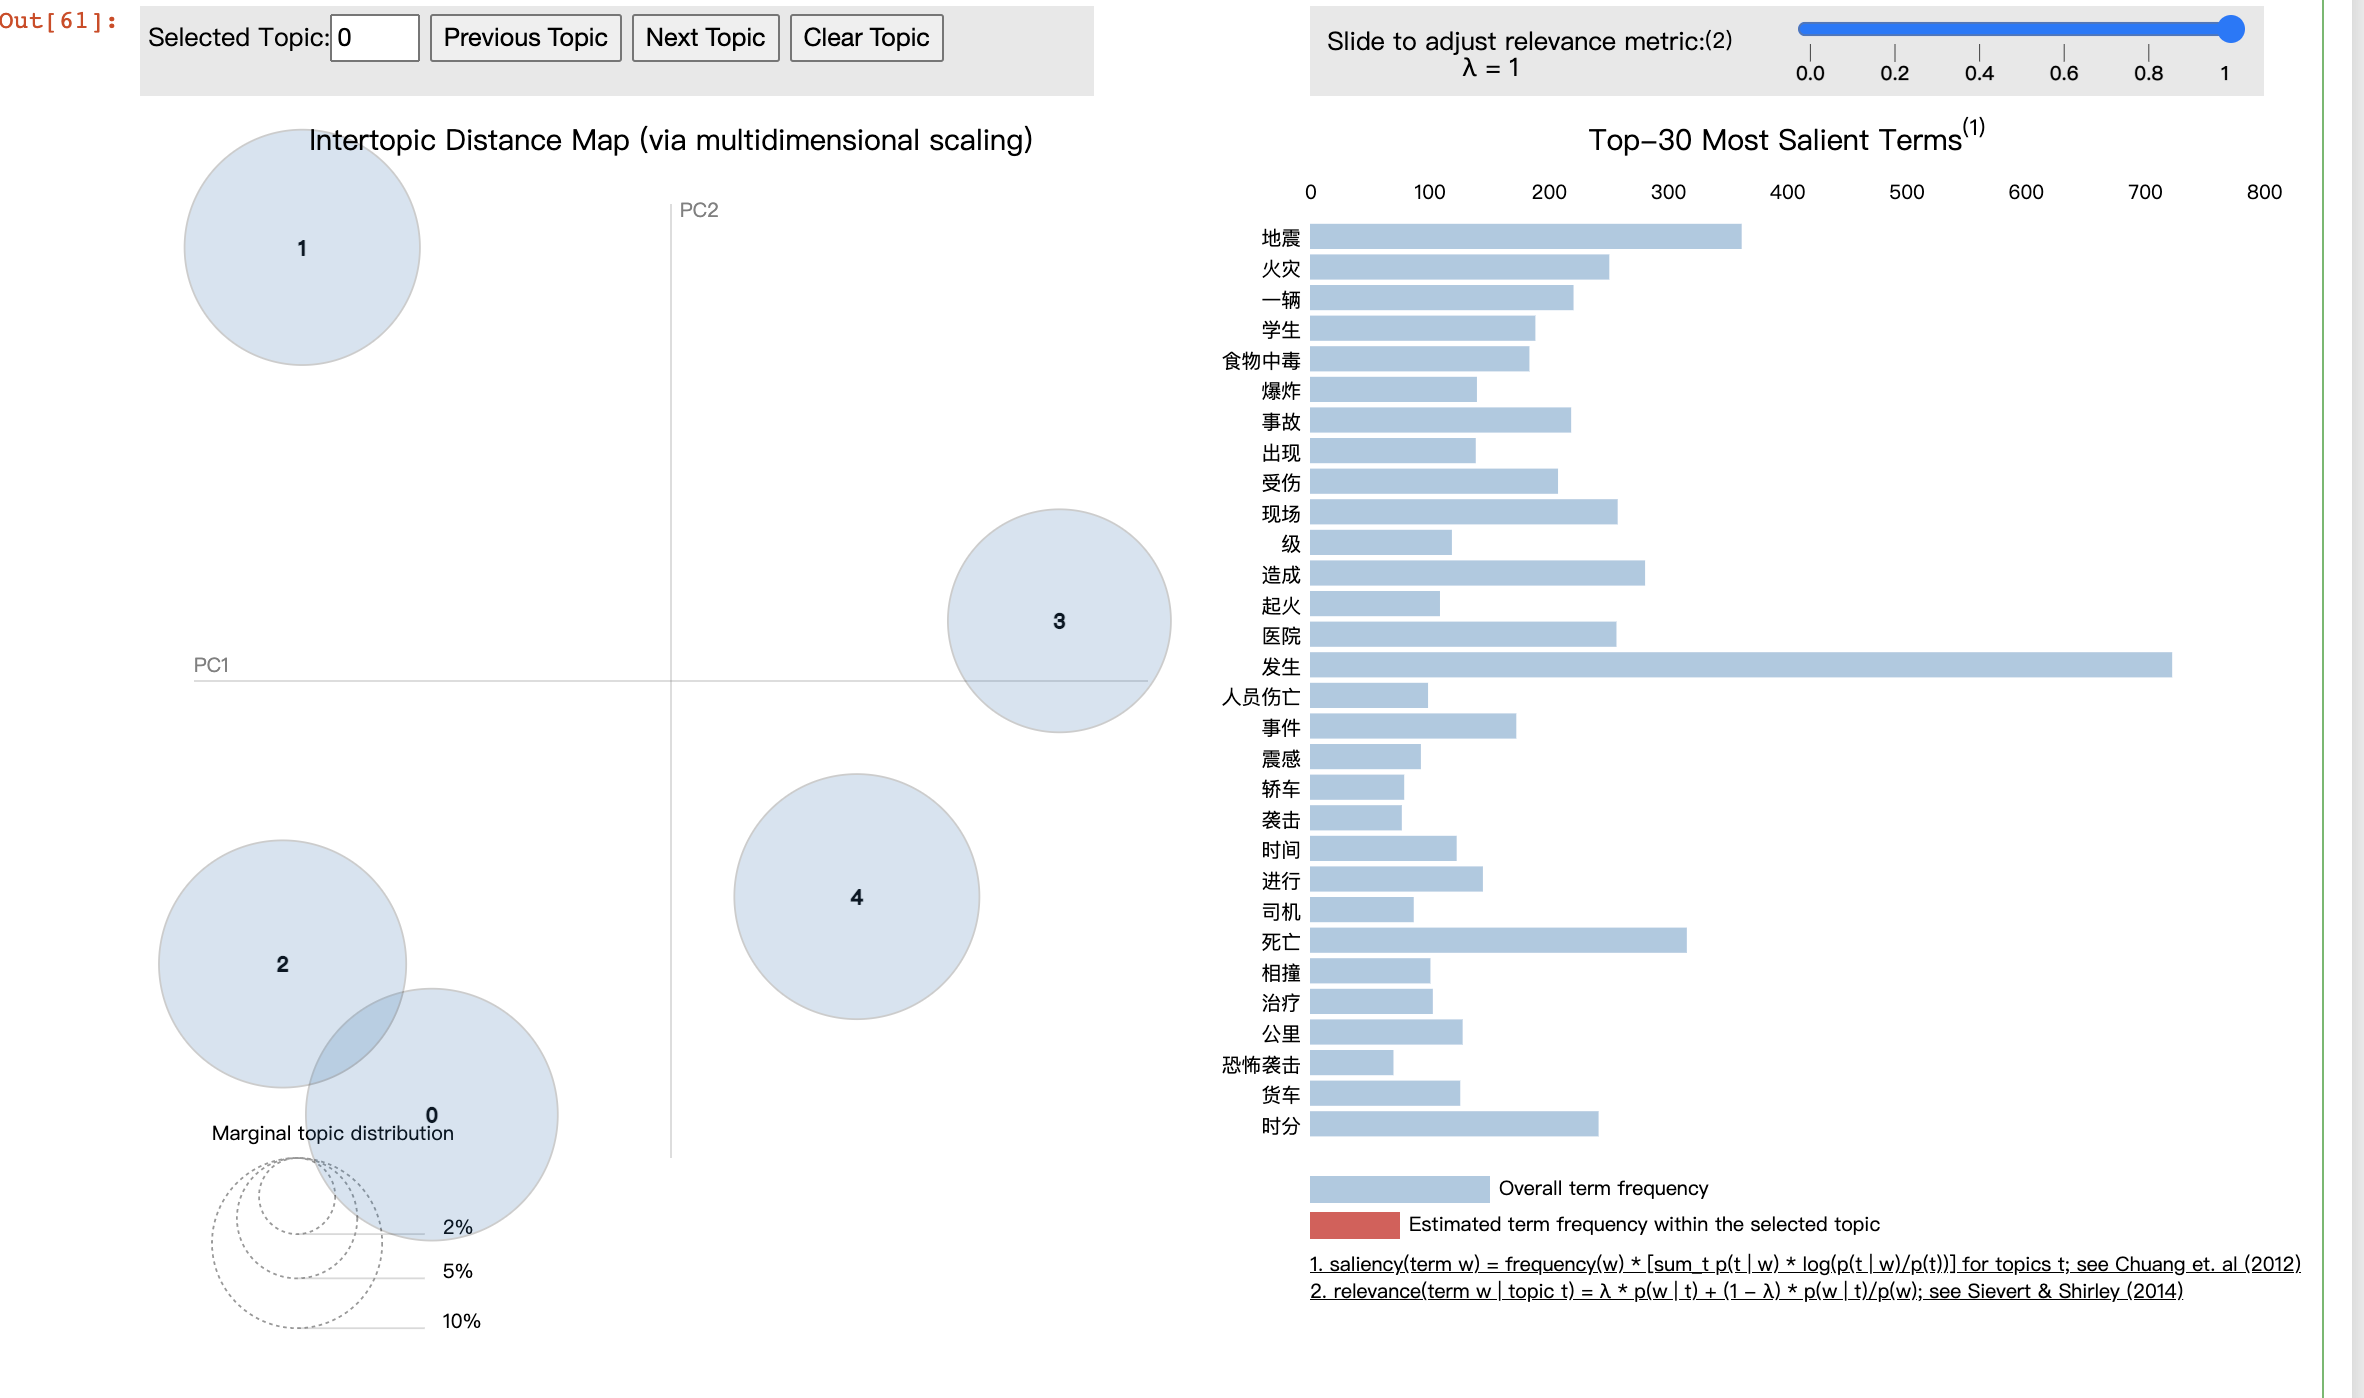 Out[61]:
Selected Topic: 0 Previous Topic Next Topic Clear Topic
Slide to adjust relevance metric:(2)
λ = 1
0.0 0.2 0.4 0.6 0.8 1
Intertopic Distance Map (via multidimensional scaling)
PC2
PC1
1
3
4
2
0
Marginal topic distribution
2%
5%
10%
Top-30 Most Salient Terms(1)
0 100 200 300 400 500 600 700 800
地震
火灾
一辆
学生
食物中毒
爆炸
事故
出现
受伤
现场
级
造成
起火
医院
发生
人员伤亡
事件
震感
轿车
袭击
时间
进行
司机
死亡
相撞
治疗
公里
恐怖袭击
货车
时分
Overall term frequency
Estimated term frequency within the selected topic
1. saliency(term w) = frequency(w) * [sum_t p(t | w) * log(p(t | w)/p(t))] for topics t; see Chuang et. al (2012)
2. relevance(term w | topic t) = λ * p(w | t) + (1 - λ) * p(w | t)/p(w); see Sievert & Shirley (2014)